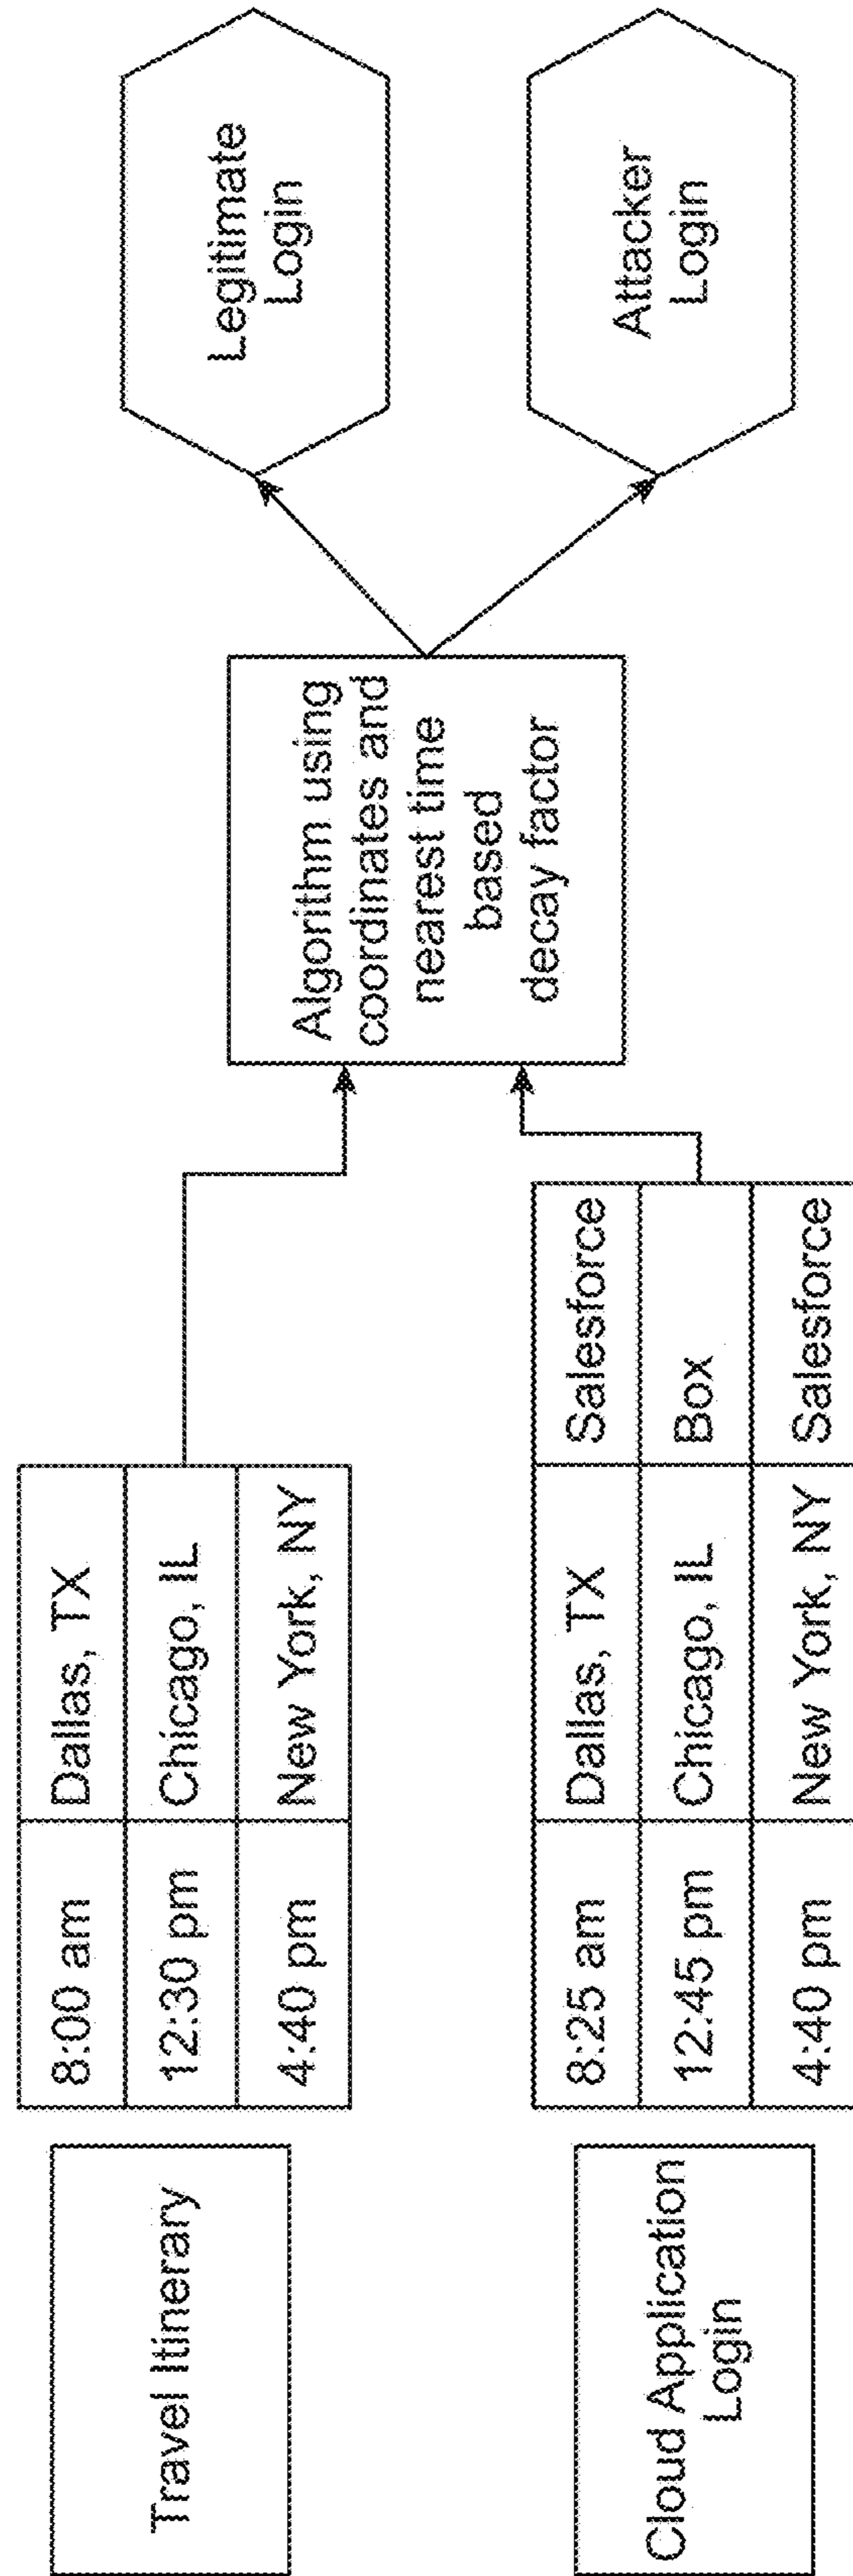 Travel Itinerary
8:00 am Dallas, TX
12:30 pm Chicago, IL
4:40 pm New York, NY
Cloud Application
Login
8:25 am Dallas, TX Salesforce
12:45 pm Chicago, IL Box
4:40 pm New York, NY Salesforce
Algorithm using
coordinates and
nearest time
based
decay factor
Legitimate
Login
Attacker
Login